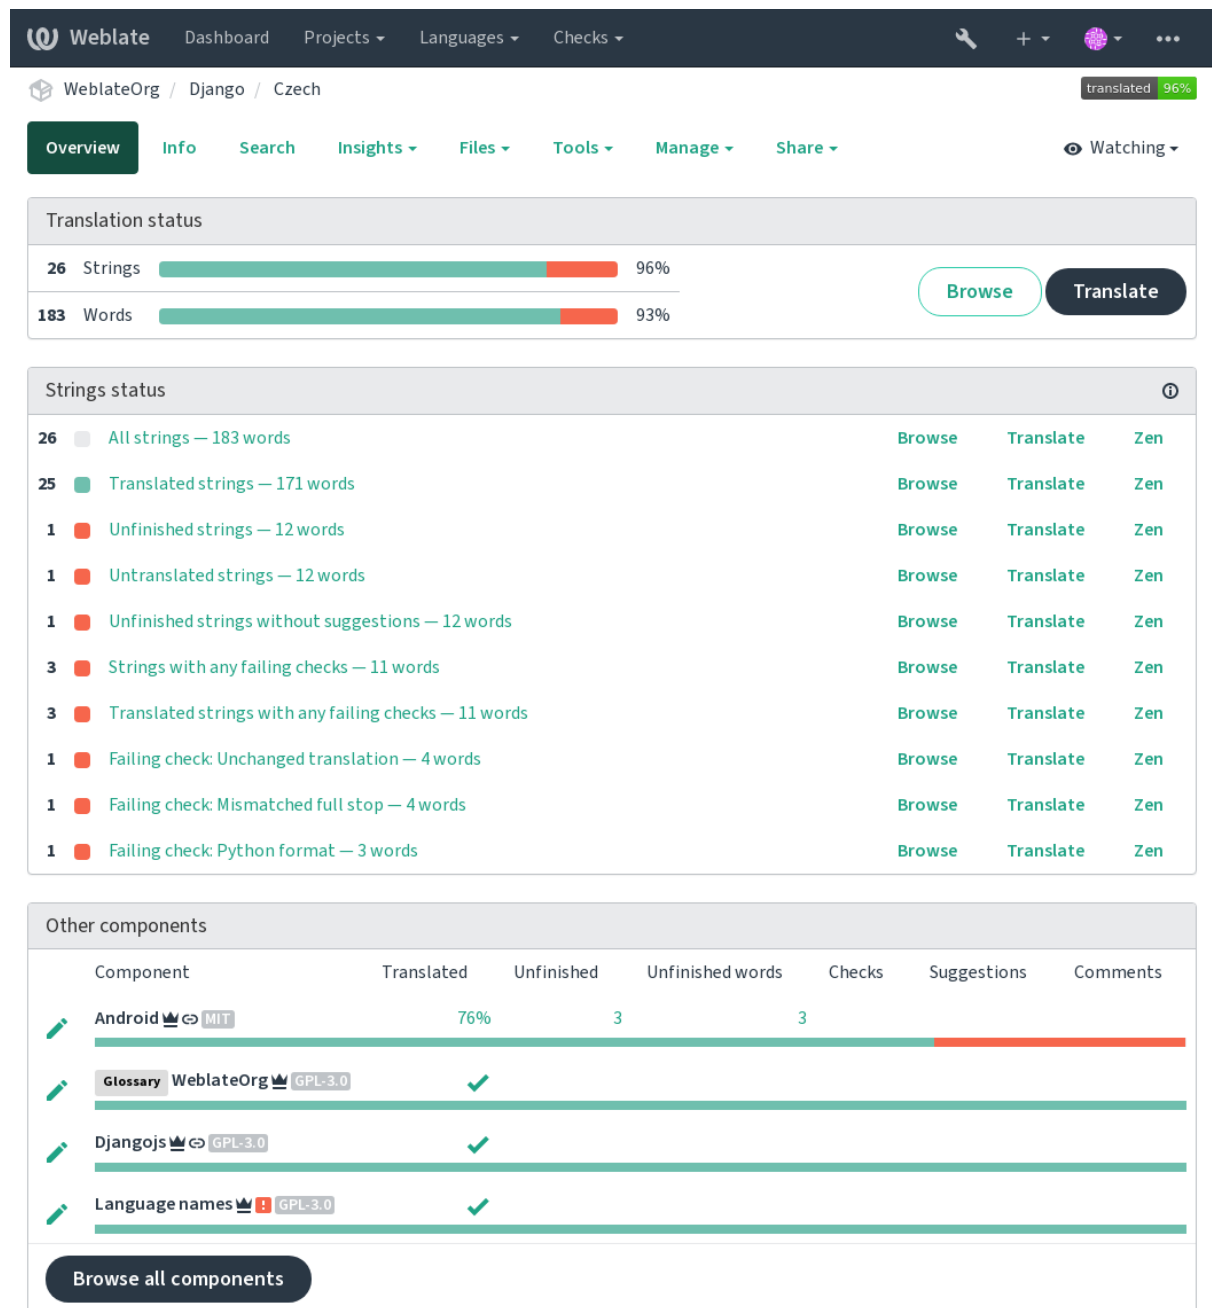 Weblate Dashboard Projects Languages Checks
WeblateOrg / Django / Czech translated 96%
Overview Info Search Insights Files Tools Manage Share Watching
Translation status
26 Strings 96%
183 Words 93%
Browse Translate
Strings status
26 All strings — 183 words Browse Translate Zen
25 Translated strings — 171 words Browse Translate Zen
1 Unfinished strings — 12 words Browse Translate Zen
1 Untranslated strings — 12 words Browse Translate Zen
1 Unfinished strings without suggestions — 12 words Browse Translate Zen
3 Strings with any failing checks — 11 words Browse Translate Zen
3 Translated strings with any failing checks — 11 words Browse Translate Zen
1 Failing check: Unchanged translation — 4 words Browse Translate Zen
1 Failing check: Mismatched full stop — 4 words Browse Translate Zen
1 Failing check: Python format — 3 words Browse Translate Zen
Other components
Component Translated Unfinished Unfinished words Checks Suggestions Comments
Android MIT 76% 3 3
Glossary WeblateOrg GPL-3.0
Djangojs GPL-3.0
Language names GPL-3.0
Browse all components